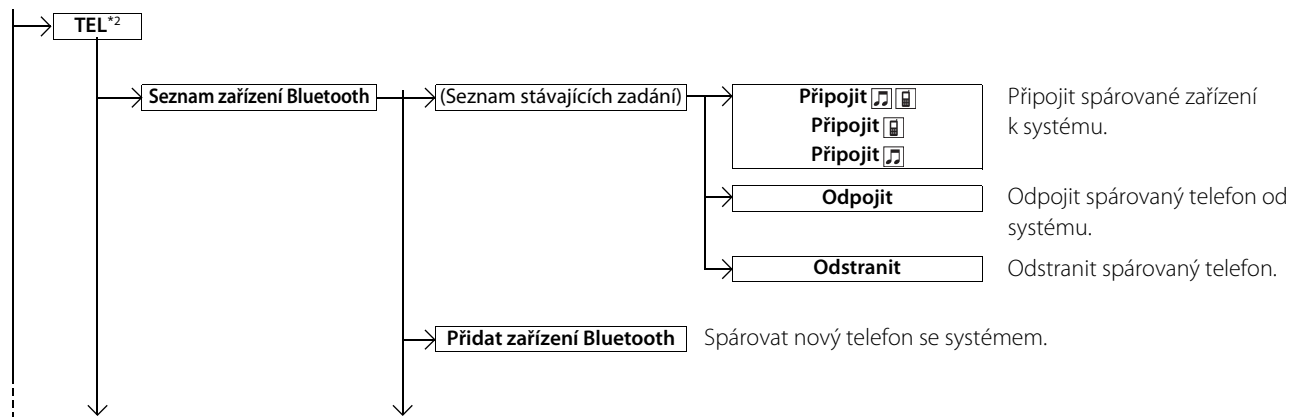 TEL*2
Seznam zařízení Bluetooth
(Seznam stávajících zadání)
Připojit
Připojit
Připojit
Připojit spárované zařízení
k systému.
Odpojit
Odpojit spárovaný telefon od
systému.
Odstranit
Odstranit spárovaný telefon.
Přidat zařízení Bluetooth
Spárovat nový telefon se systémem.